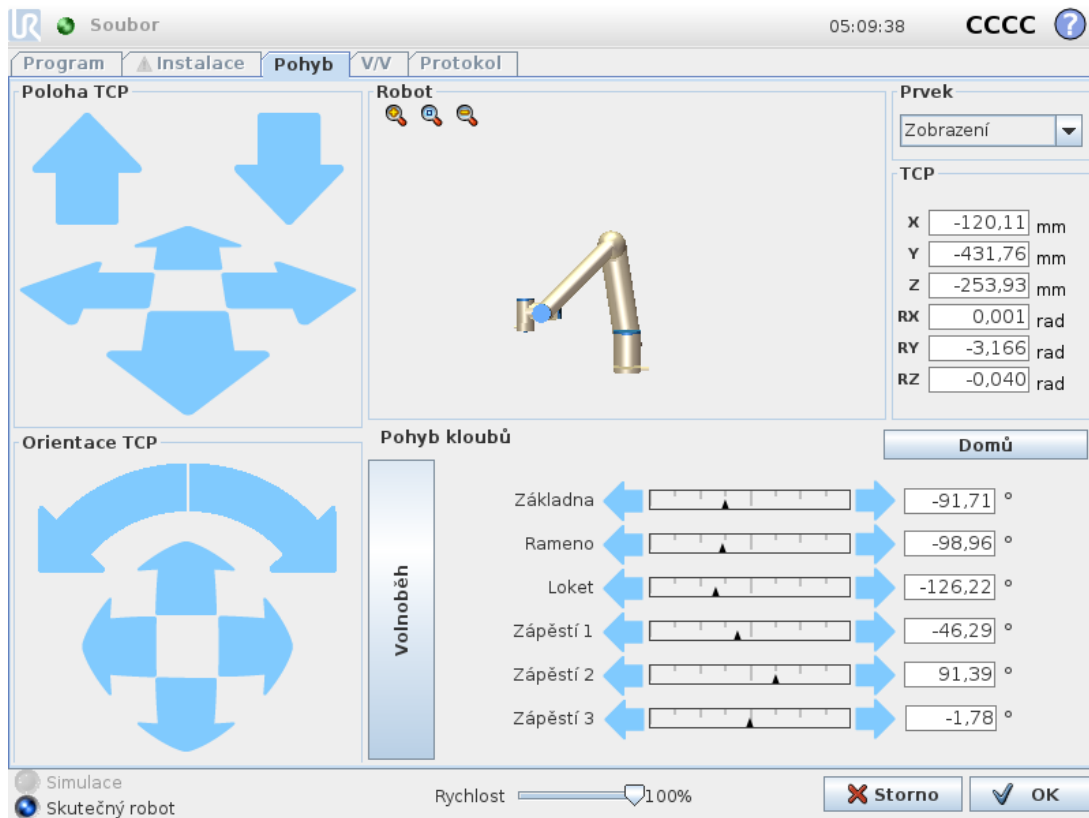 UR Soubor 05:09:38 CCCC ?
Program Instalace Pohyb V/V Protokol
Poloha TCP
Robot
Prvek
Zobrazení
TCP
X -120,11 mm
Y -431,76 mm
Z -253,93 mm
RX 0,001 rad
RY -3,166 rad
RZ -0,040 rad
Orientace TCP
Pohyb kloubů
Domů
Volnoběh
Základna -91,71 °
Rameno -98,96 °
Loket -126,22 °
Zápěstí 1 -46,29 °
Zápěstí 2 91,39 °
Zápěstí 3 -1,78 °
Simulace
Skutečný robot
Rychlost 100%
Storno
OK